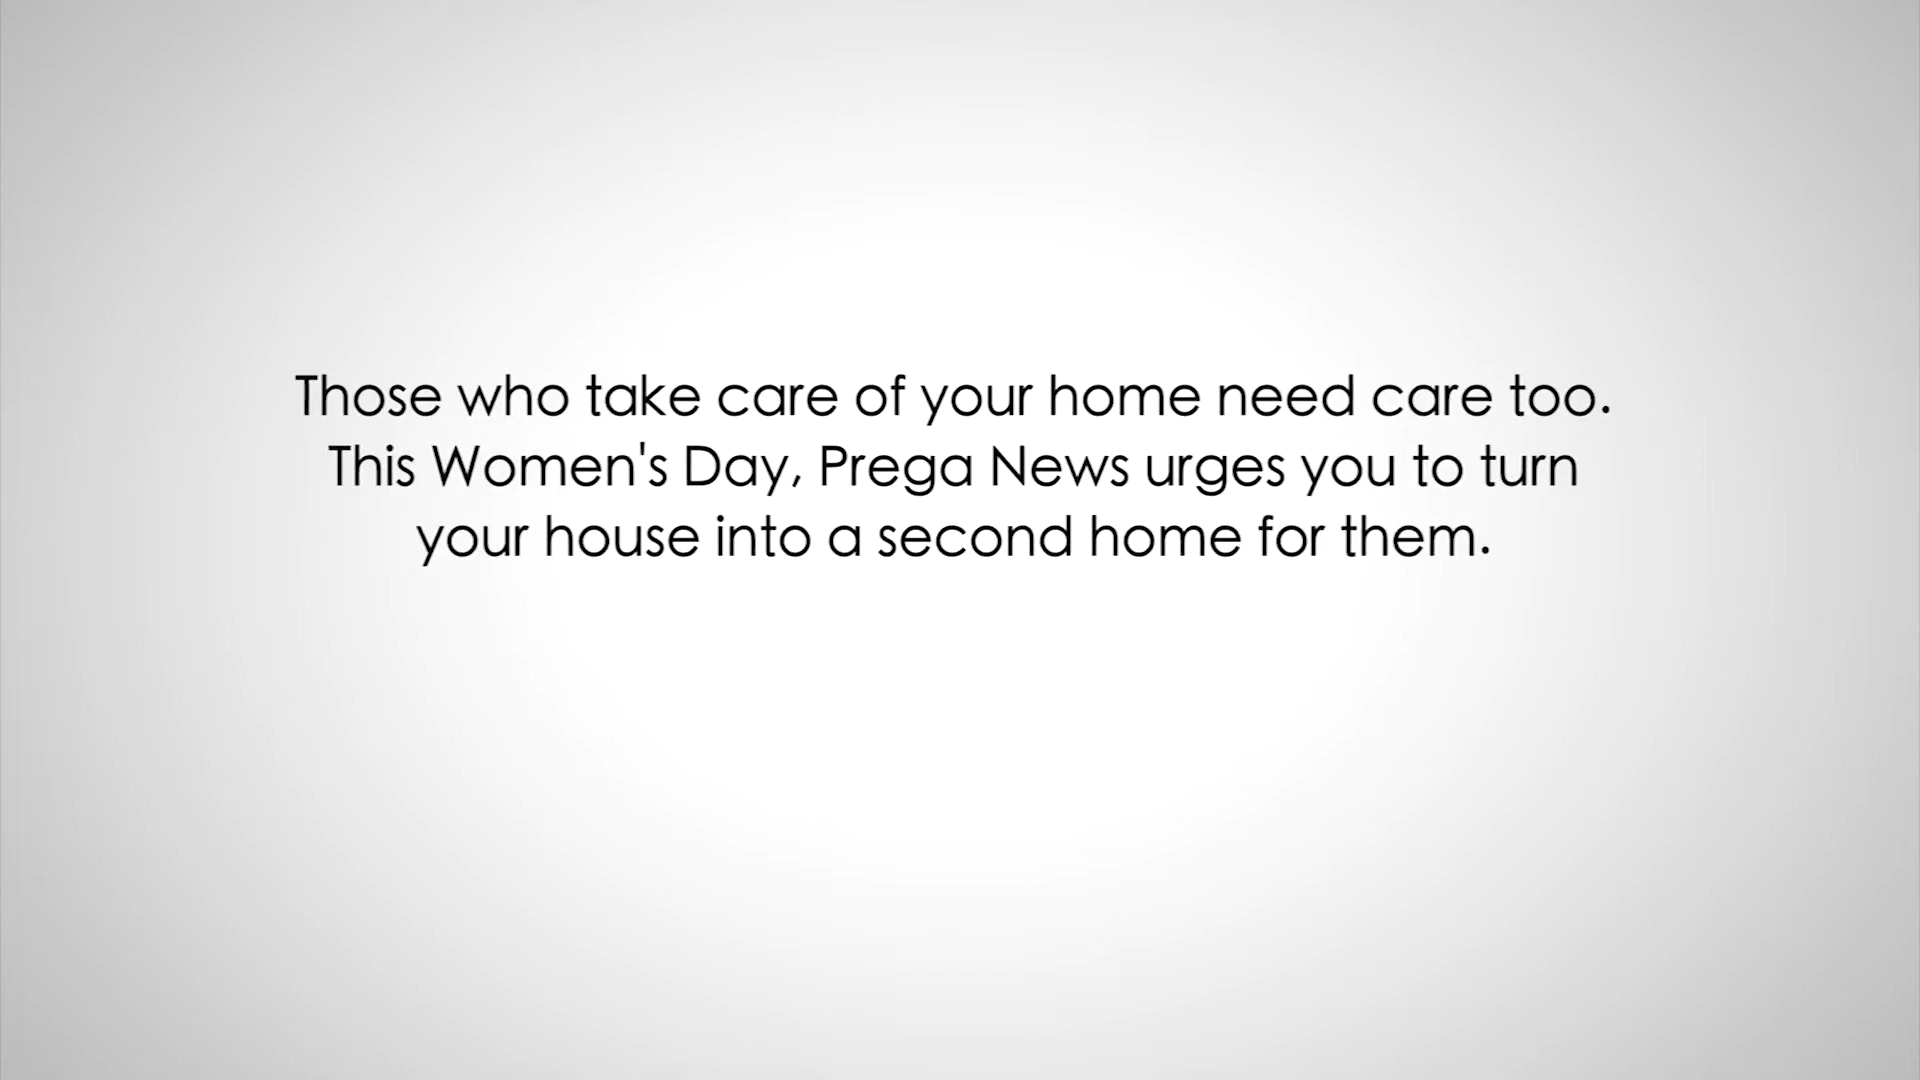 Those who take care of your home need care too.
This Women's Day, Prega News urges you to turn
your house into a second home for them.